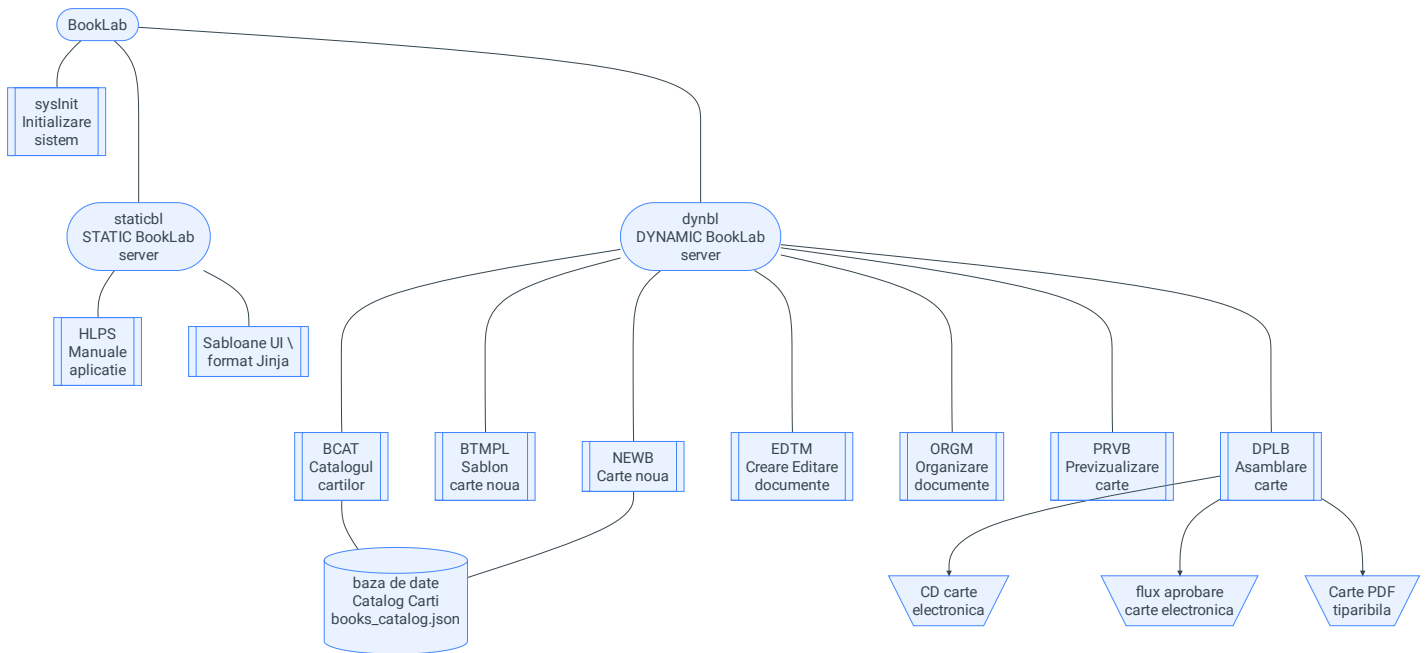 BookLab
sysInit
Initializare
sistem
staticbl
STATIC BookLab
server
dynbl
DYNAMIC BookLab
server
HLPS
Manuale
aplicatie
Sabloane UI \
format Jinja
BCAT
Catalogul
cartilor
BTMPL
Sablon
carte noua
NEWB
Carte noua
EDTM
Creare Editare
documente
ORGM
Organizare
documente
PRVB
Previzualizare
carte
DPLB
Asamblare
carte
baza de date
Catalog Carti
books_catalog.json
CD carte
electronica
flux aprobare
carte electronica
Carte PDF
tiparibila